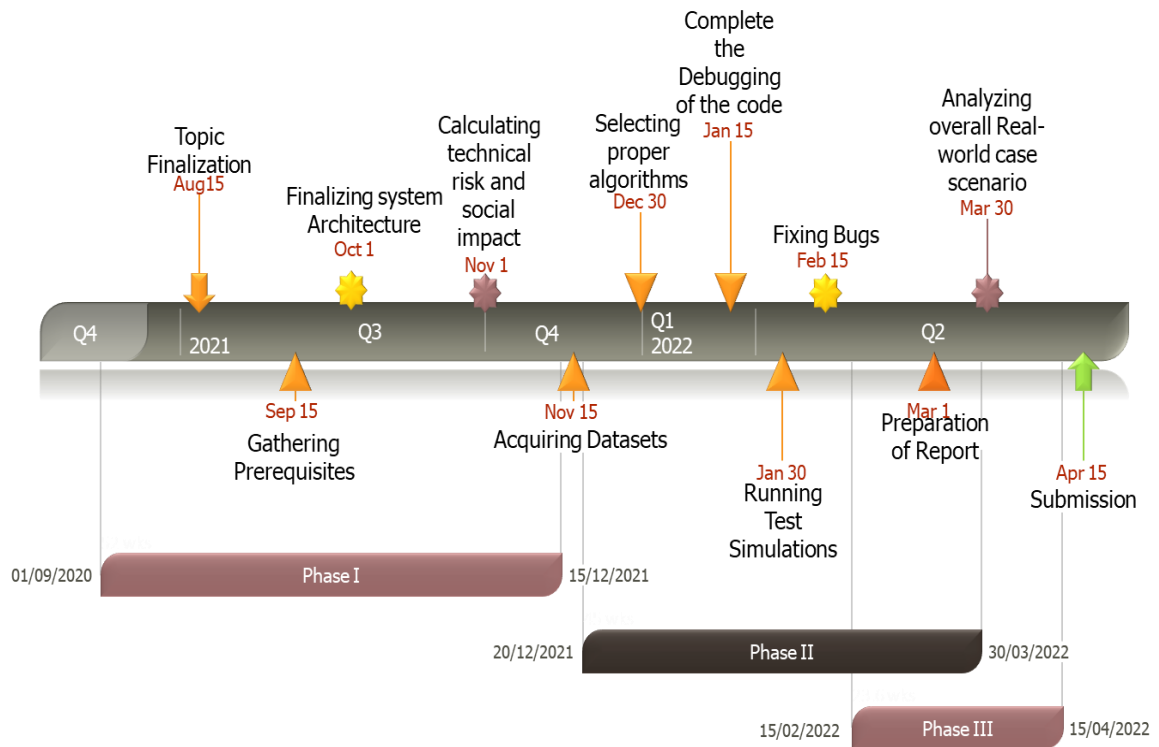 Complete
the
Debugging
of the code
Jan 15
Topic
Finalization
Aug15
Finalizing system
Architecture
Oct 1
Calculating
technical
risk and
social
impact
Nov 1
Selecting
proper
algorithms
Dec 30
Fixing Bugs
Feb 15
Analyzing
overall Real-
world case
scenario
Mar 30
Q4
2021
Q3
Q4
Q1
2022
Q2
Sep 15
Gathering
Prerequisites
Nov 15
Acquiring Datasets
Jan 30
Running
Test
Simulations
Mar 1
Preparation
of Report
Apr 15
Submission
01/09/2020
Phase I
15/12/2021
20/12/2021
Phase II
30/03/2022
15/02/2022
Phase III
15/04/2022